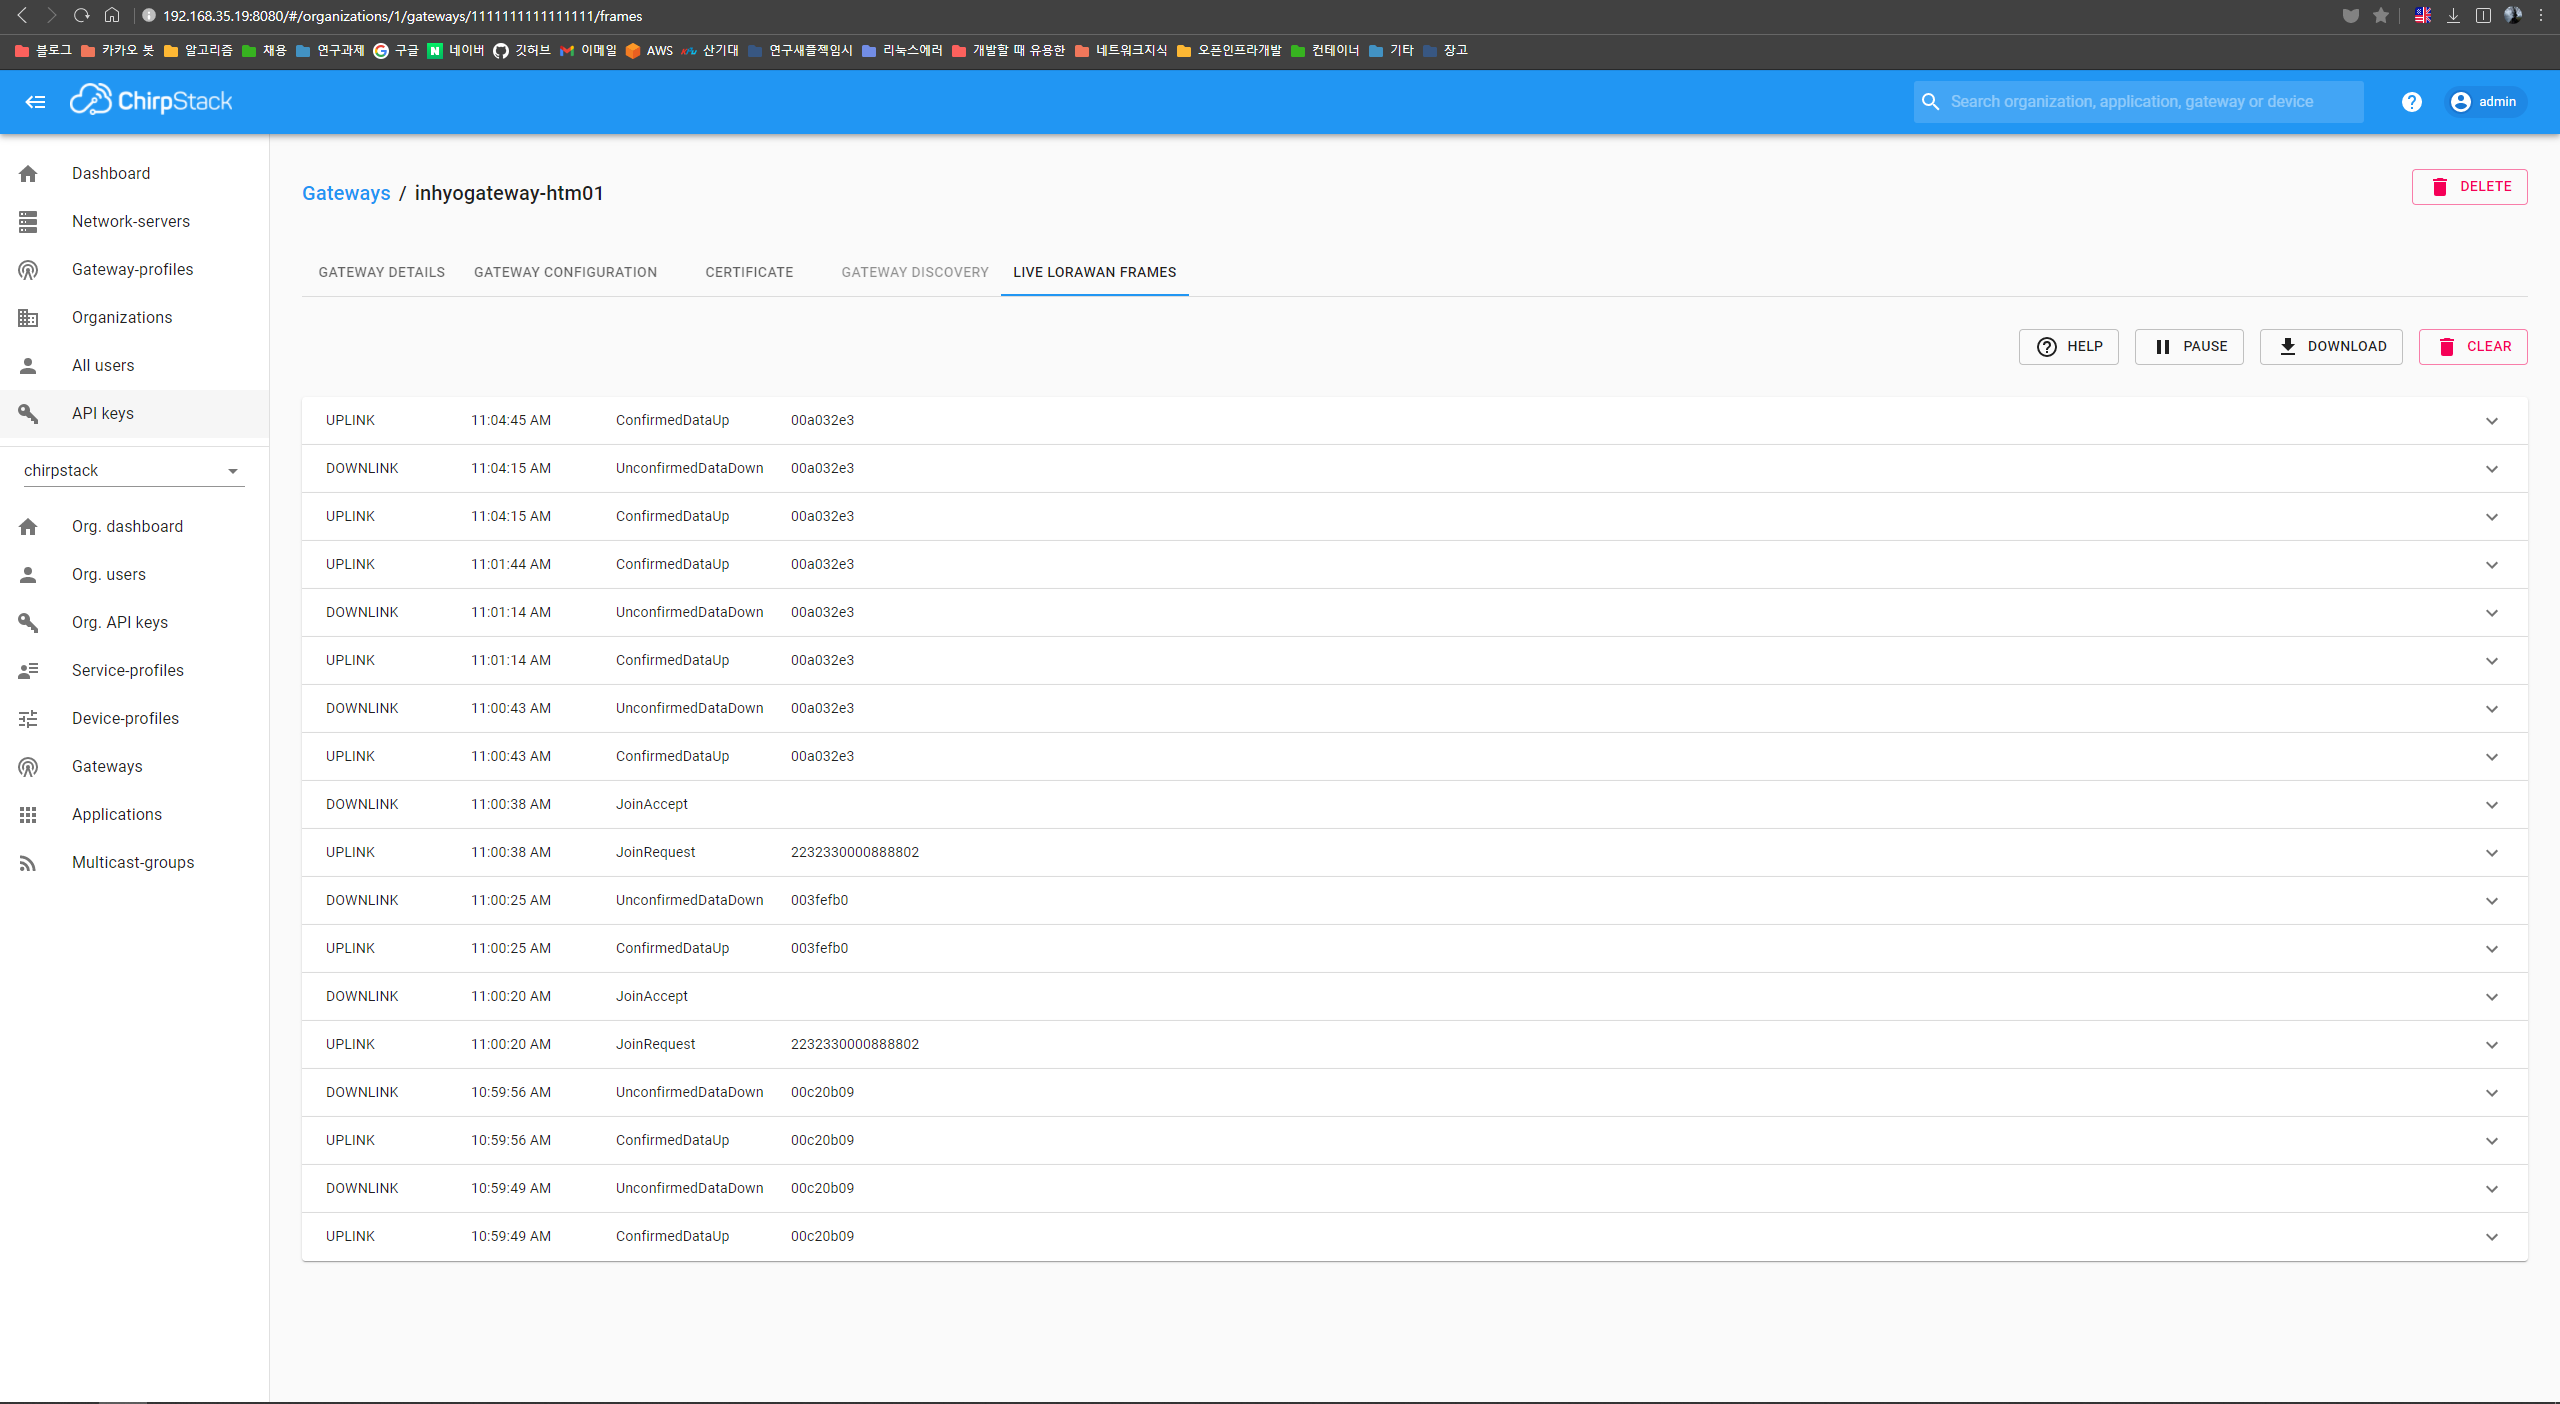 192.168.35.19:8080/#/organizations/1/gateways/1111111111111111/frames
블로그 카카오 봇 알고리즘 채용 연구과제 구글 네이버 깃허브 이메일 AWS 산기대 연구새플젝임시 리눅스에러 개발할 때 유용한 네트워크지식 오픈인프라개발 컨테이너 기타 장고
ChirpStack
Search organization, application, gateway or device
admin
Dashboard
Network-servers
Gateway-profiles
Organizations
All users
API keys
chirpstack
Org. dashboard
Org. users
Org. API keys
Service-profiles
Device-profiles
Gateways
Applications
Multicast-groups
Gateways / inhyogateway-htm01
DELETE
GATEWAY DETAILS GATEWAY CONFIGURATION CERTIFICATE GATEWAY DISCOVERY LIVE LORAWAN FRAMES
HELP PAUSE DOWNLOAD CLEAR
UPLINK 11:04:45 AM ConfirmedDataUp 00a032e3
DOWNLINK 11:04:15 AM UnconfirmedDataDown 00a032e3
UPLINK 11:04:15 AM ConfirmedDataUp 00a032e3
UPLINK 11:01:44 AM ConfirmedDataUp 00a032e3
DOWNLINK 11:01:14 AM UnconfirmedDataDown 00a032e3
UPLINK 11:01:14 AM ConfirmedDataUp 00a032e3
DOWNLINK 11:00:43 AM UnconfirmedDataDown 00a032e3
UPLINK 11:00:43 AM ConfirmedDataUp 00a032e3
DOWNLINK 11:00:38 AM JoinAccept
UPLINK 11:00:38 AM JoinRequest 2232330000888802
DOWNLINK 11:00:25 AM UnconfirmedDataDown 003fefb0
UPLINK 11:00:25 AM ConfirmedDataUp 003fefb0
DOWNLINK 11:00:20 AM JoinAccept
UPLINK 11:00:20 AM JoinRequest 2232330000888802
DOWNLINK 10:59:56 AM UnconfirmedDataDown 00c20b09
UPLINK 10:59:56 AM ConfirmedDataUp 00c20b09
DOWNLINK 10:59:49 AM UnconfirmedDataDown 00c20b09
UPLINK 10:59:49 AM ConfirmedDataUp 00c20b09